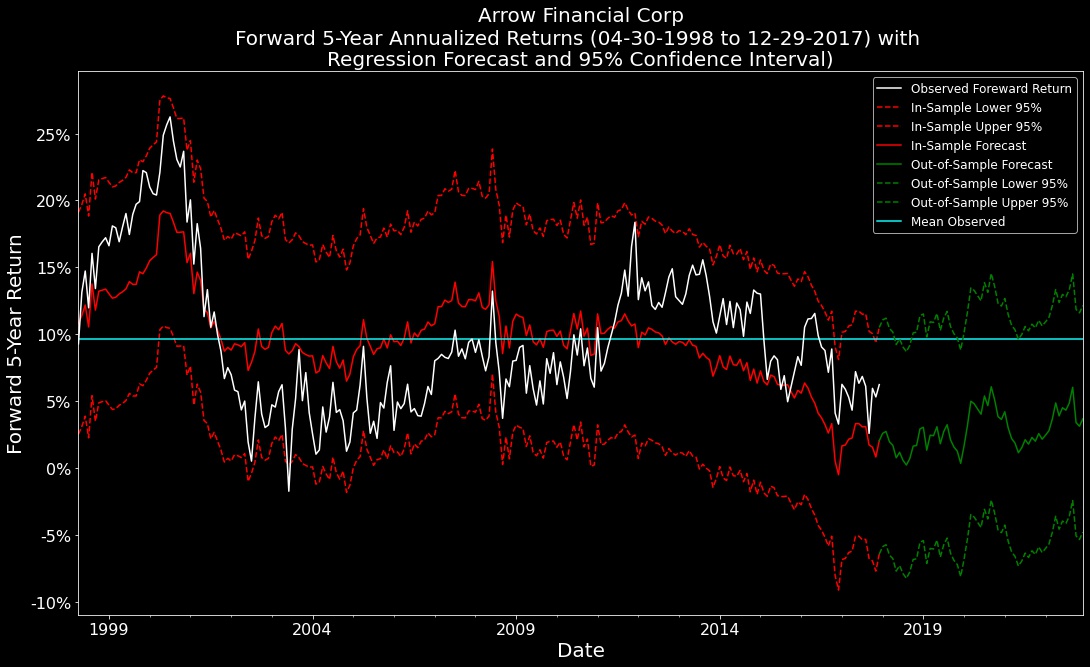 Arrow Financial Corp
Forward 5-Year Annualized Returns (04-30-1998 to 12-29-2017) with
Regression Forecast and 95% Confidence Interval)
Observed Foreward Return
In-Sample Lower 95%
In-Sample Upper 95%
In-Sample Forecast
Out-of-Sample Forecast
Out-of-Sample Lower 95%
Out-of-Sample Upper 95%
Mean Observed
Forward 5-Year Return
25%
20%
15%
10%
5%
0%
-5%
-10%
1999
2004
2009
2014
2019
Date